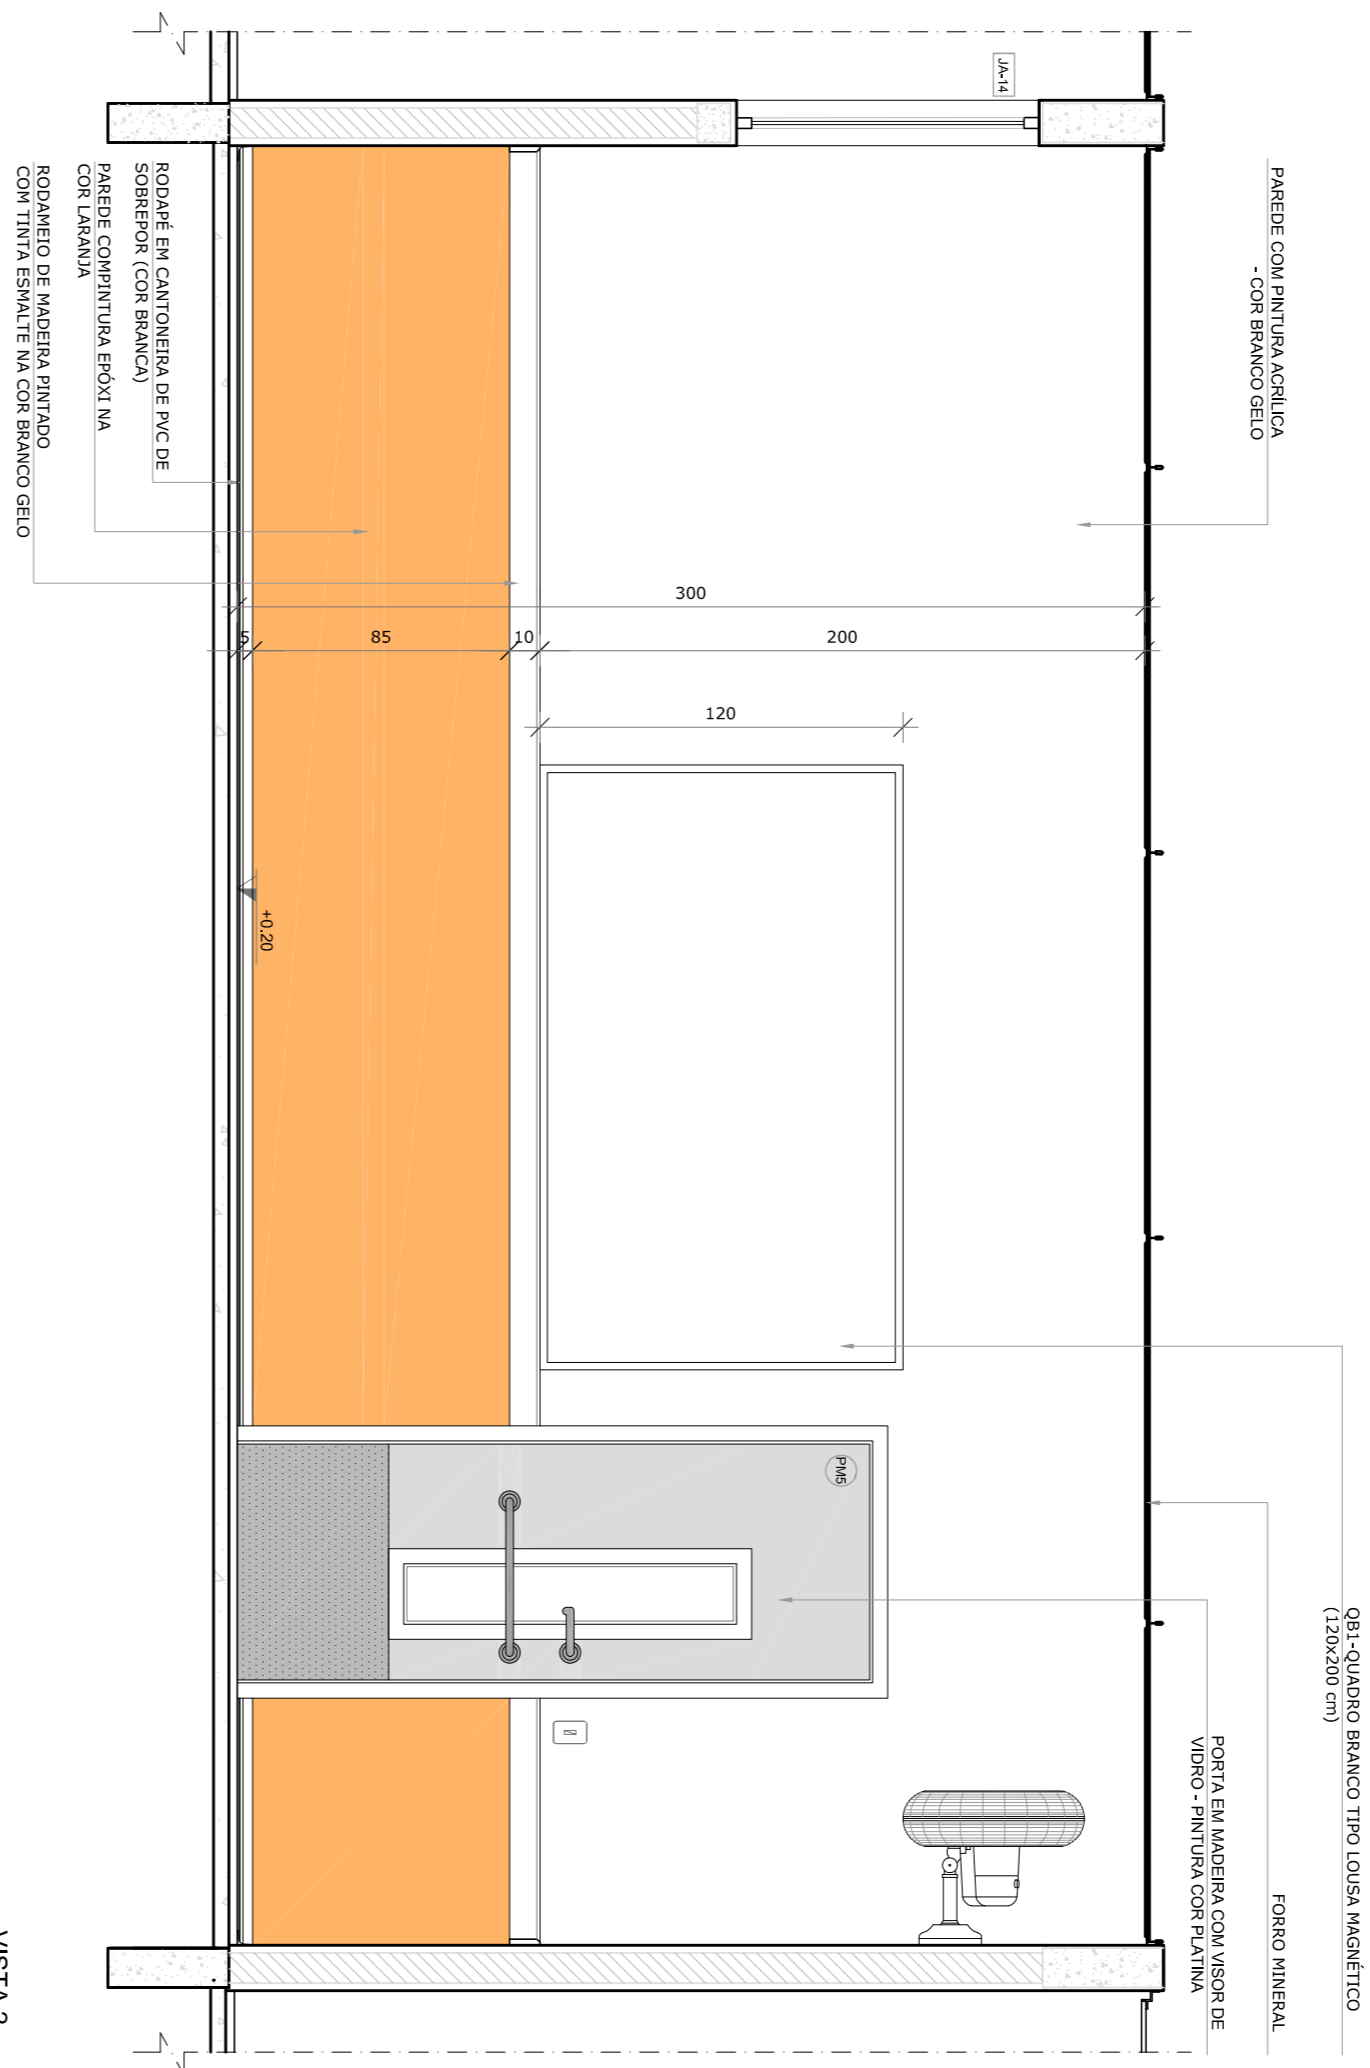 QB1-QUADRO BRANCO TIPO LOUSA MAGNÉTICO
(120x200 cm)
FORRO MINERAL
PORTA EM MADEIRA COM VISOR DE
VIDRO - PINTURA COR PLATINA
PAREDE COM PINTURA ACRÍLICA
- COR BRANCO GELO
JA-14
PM5
300
5
85
10
200
120
+0.20
RODAPÉ EM CANTONEIRA DE PVC DE
SOBREPOR (COR BRANCA)
PAREDE COMPINTURA EPÓXI NA
COR LARANJA
RODAMEIO DE MADEIRA PINTADO
COM TINTA ESMALTE NA COR BRANCO GELO